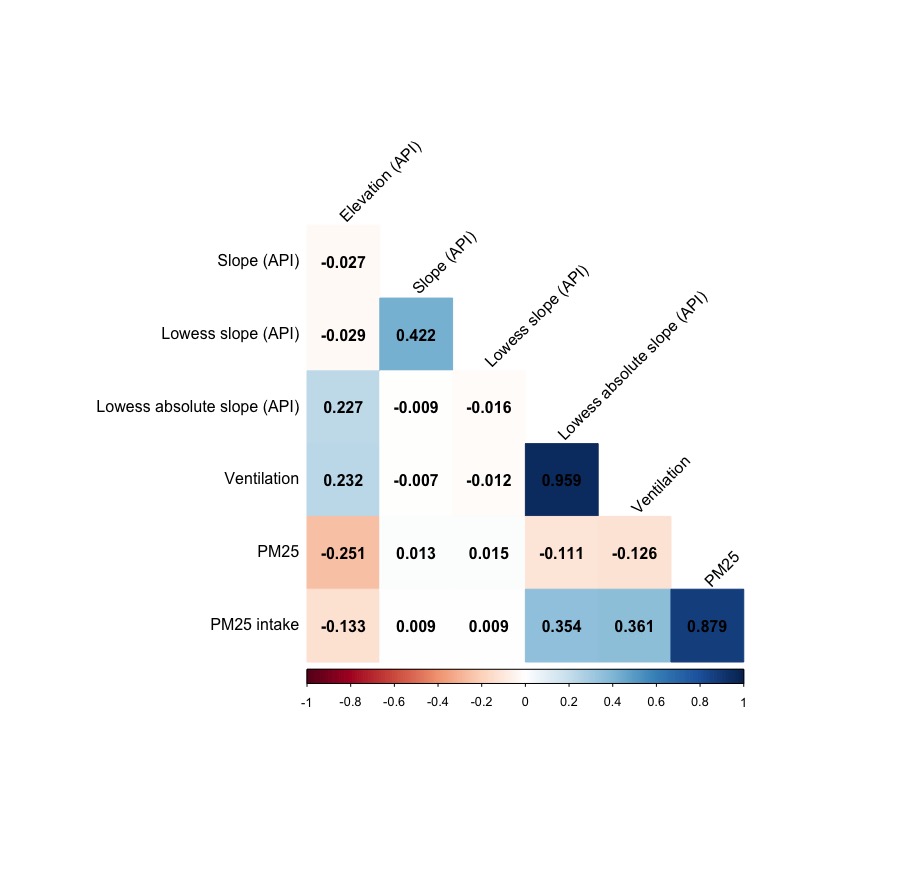 Elevation (API)
Slope (API) -0.027 Slope (API)
Lowess slope (API) -0.029 0.422 Lowess slope (API)
Lowess absolute slope (API) 0.227 -0.009 -0.016 Lowess absolute slope (API)
Ventilation 0.232 -0.007 -0.012 0.959 Ventilation
PM25 -0.251 0.013 0.015 -0.111 -0.126 PM25
PM25 intake -0.133 0.009 0.009 0.354 0.361 0.879
-1 -0.8 -0.6 -0.4 -0.2 0 0.2 0.4 0.6 0.8 1